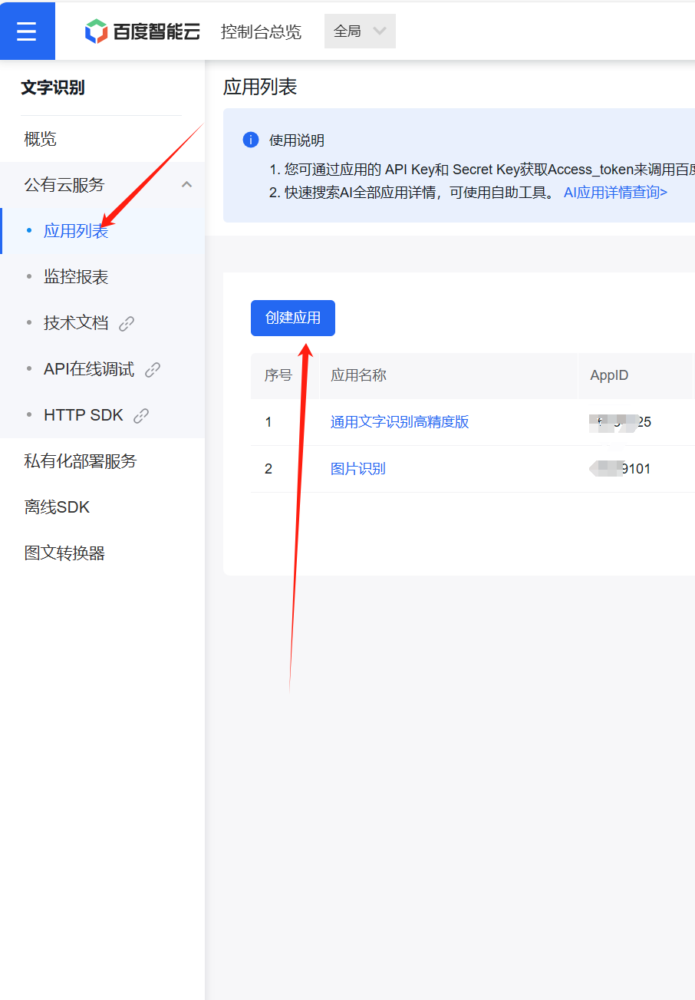 百度智能云 控制台总览 全局
文字识别
概览
公有云服务
应用列表
监控报表
技术文档
API在线调试
HTTP SDK
私有化部署服务
离线SDK
图文转换器
应用列表
使用说明
1. 您可通过应用的 API Key和 Secret Key获取Access_token来调用百度
2. 快速搜索AI全部应用详情，可使用自助工具。 AI应用详情查询>
创建应用
序号 应用名称 AppID
1 通用文字识别高精度版 25
2 图片识别 9101